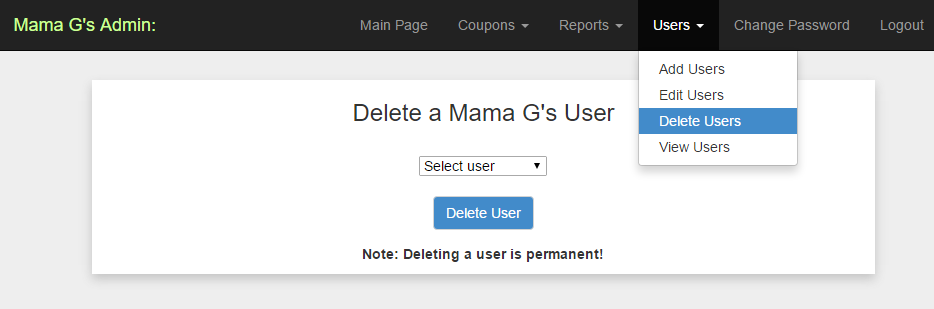 Mama G's Admin: Main Page Coupons Reports Users Change Password Logout
Add Users
Edit Users
Delete Users
View Users
Delete a Mama G's User
Select user
Delete User
Note: Deleting a user is permanent!